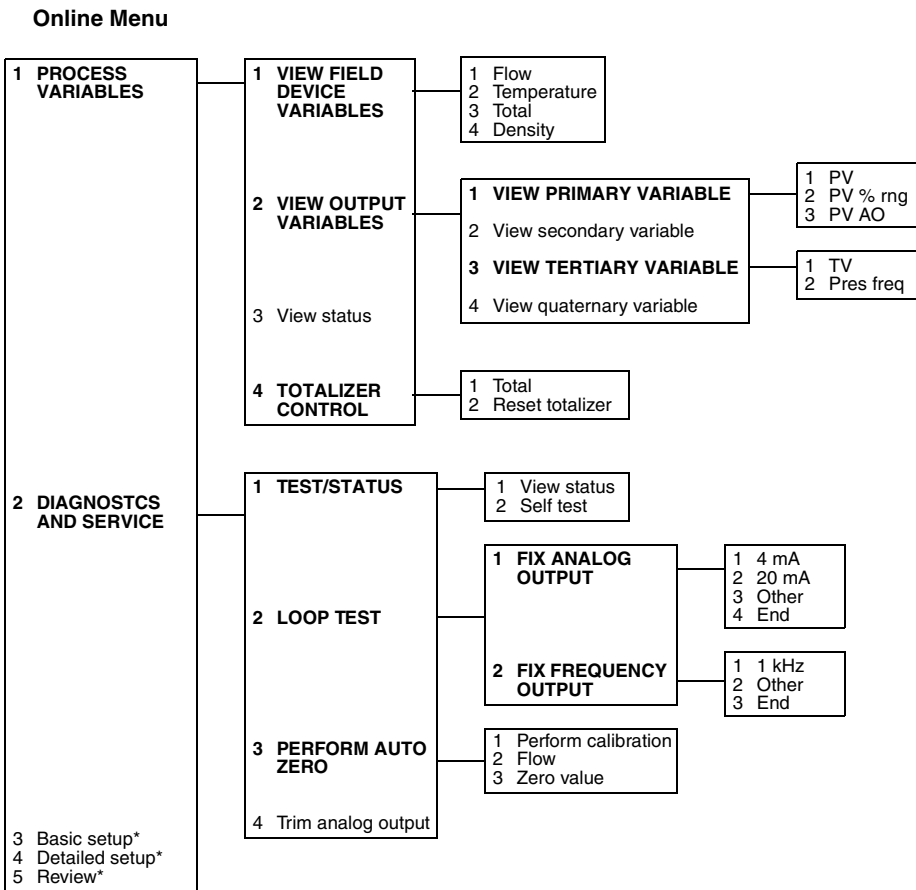 Online Menu
1 PROCESS
VARIABLES
1 VIEW FIELD
DEVICE
VARIABLES
1 Flow
2 Temperature
3 Total
4 Density
2 VIEW OUTPUT
VARIABLES
1 VIEW PRIMARY VARIABLE
1 PV
2 PV % rng
3 PV AO
2 View secondary variable
3 VIEW TERTIARY VARIABLE
1 TV
2 Pres freq
4 View quaternary variable
3 View status
4 TOTALIZER
CONTROL
1 Total
2 Reset totalizer
2 DIAGNOSTCS
AND SERVICE
1 TEST/STATUS
1 View status
2 Self test
2 LOOP TEST
1 FIX ANALOG
OUTPUT
1 4 mA
2 20 mA
3 Other
4 End
2 FIX FREQUENCY
OUTPUT
1 1 kHz
2 Other
3 End
3 PERFORM AUTO
ZERO
1 Perform calibration
2 Flow
3 Zero value
4 Trim analog output
3 Basic setup*
4 Detailed setup*
5 Review*